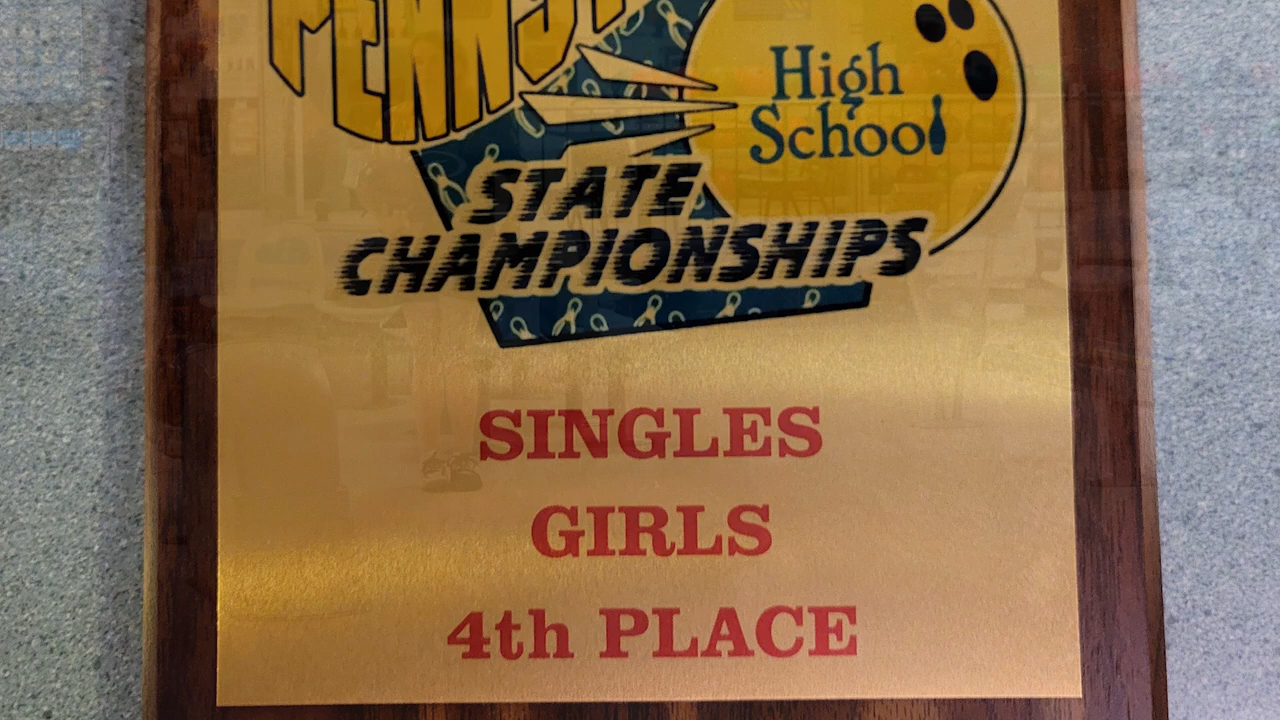 High
School
STATE
CHAMPIONSHIPS
SINGLES
GIRLS
4th PLACE